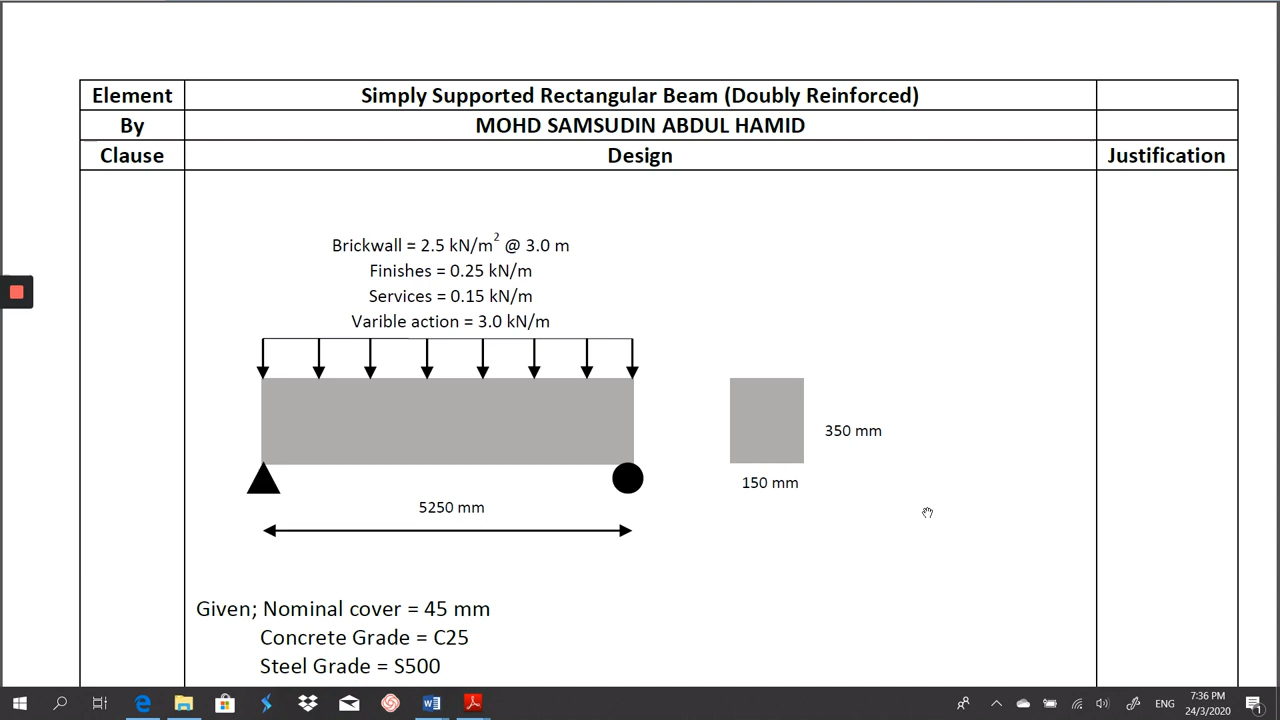 Element
Simply Supported Rectangular Beam (Doubly Reinforced)
By
MOHD SAMSUDIN ABDUL HAMID
Clause
Design
Justification
Brickwall = 2.5 kN/m² @ 3.0 m
Finishes = 0.25 kN/m
Services = 0.15 kN/m
Varible action = 3.0 kN/m
350 mm
150 mm
5250 mm
Given; Nominal cover = 45 mm
Concrete Grade = C25
Steel Grade = S500
ENG
7:36 PM
24/3/2020
1